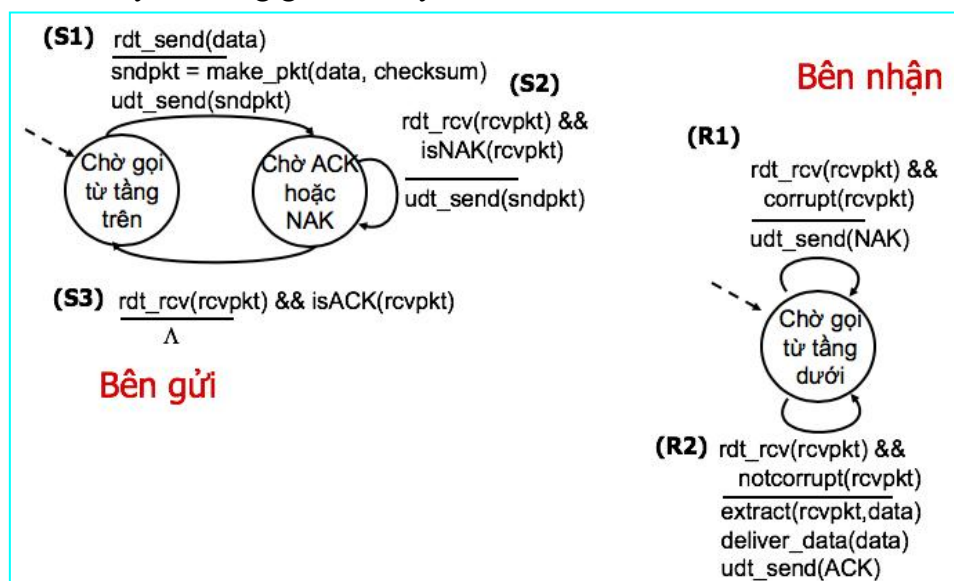 (S1) rdt_send(data)
sndpkt = make_pkt(data, checksum)
udt_send(sndpkt)
(S2)
rdt_rcv(rcvpkt) &&
isNAK(rcvpkt)
udt_send(sndpkt)
Chờ gọi
từ tầng
trên
Chờ ACK
hoặc
NAK
(S3) rdt_rcv(rcvpkt) && isACK(rcvpkt)
Λ
Bên gửi
Bên nhận
(R1)
rdt_rcv(rcvpkt) &&
corrupt(rcvpkt)
udt_send(NAK)
Chờ gọi
từ tầng
dưới
(R2) rdt_rcv(rcvpkt) &&
notcorrupt(rcvpkt)
extract(rcvpkt,data)
deliver_data(data)
udt_send(ACK)